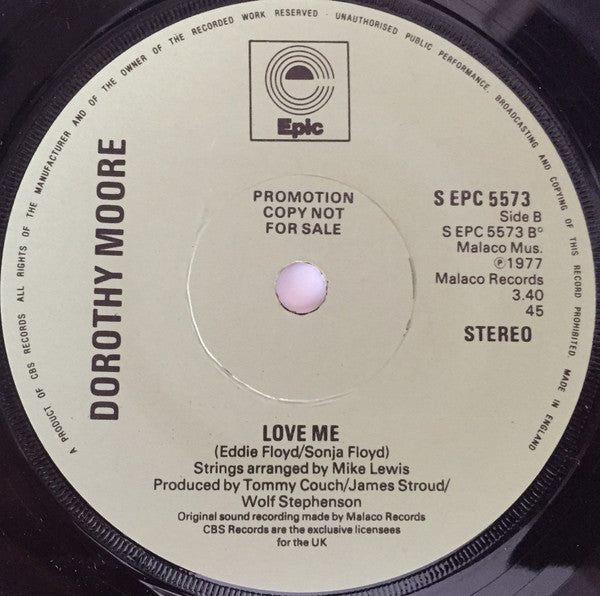 A PRODUCT OF CBS RECORDS ALL RIGHTS OF THE MANUFACTURER AND OF THE OWNER OF THE RECORDED WORK RESERVED · UNAUTHORISED PUBLIC PERFORMANCE, BROADCASTING AND COPYING OF THIS RECORD PROHIBITED MADE IN ENGLAND
Epic
DOROTHY MOORE
PROMOTION
COPY NOT
FOR SALE
S EPC 5573
Side B
S EPC 5573 B°
Malaco Mus.
℗1977
Malaco Records
3.40
45
STEREO
LOVE ME
(Eddie Floyd/Sonja Floyd)
Strings arranged by Mike Lewis
Produced by Tommy Couch/James Stroud/
Wolf Stephenson
Original sound recording made by Malaco Records
CBS Records are the exclusive licensees
for the UK